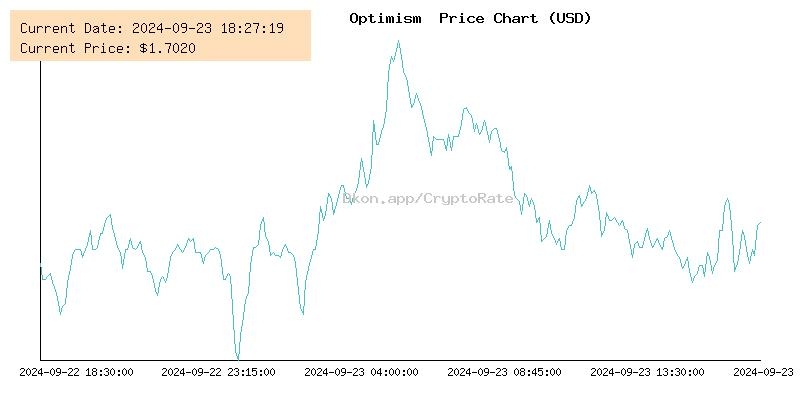 Optimism  Price Chart (USD)
Current Date: 2024-09-23 18:27:19
Current Price: $1.7020
Dkon.app/CryptoRate
2024-09-22 18:30:00 2024-09-22 23:15:00 2024-09-23 04:00:00 2024-09-23 08:45:00 2024-09-23 13:30:00 2024-09-23